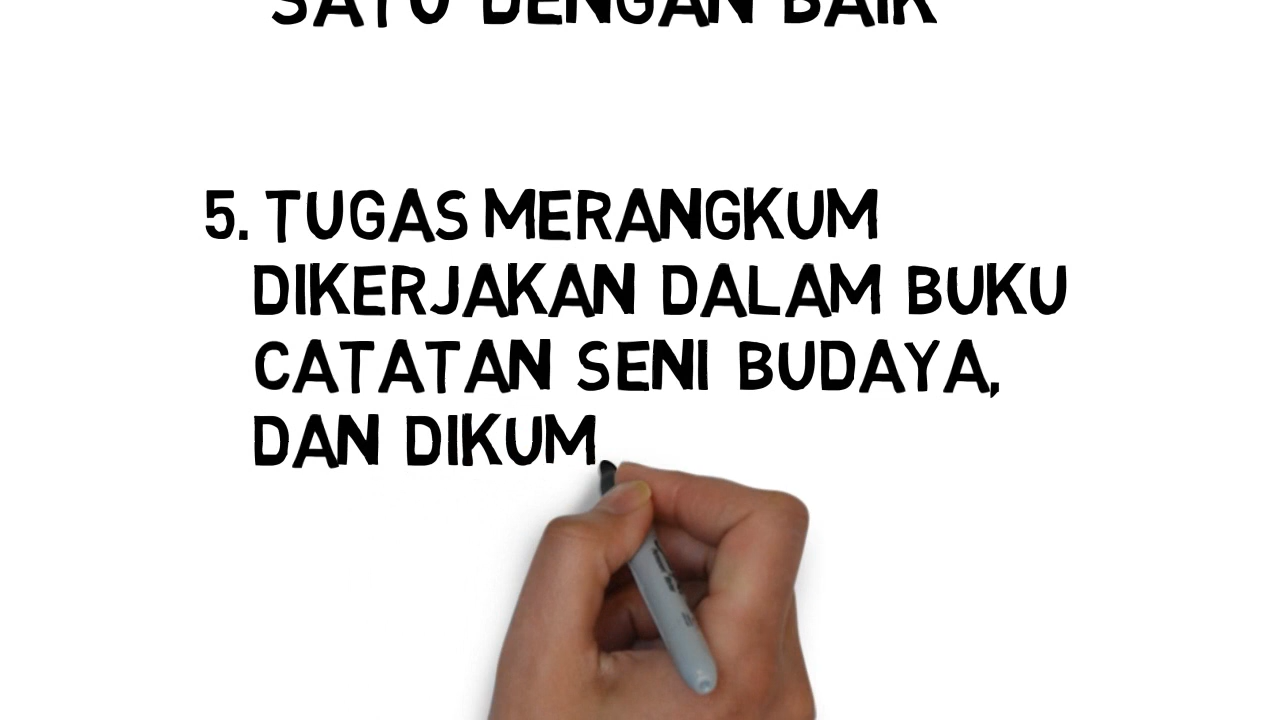 SATU DENGAN BAIK
5. TUGAS MERANGKUM
DIKERJAKAN DALAM BUKU
CATATAN SENI BUDAYA,
DAN DIKUM